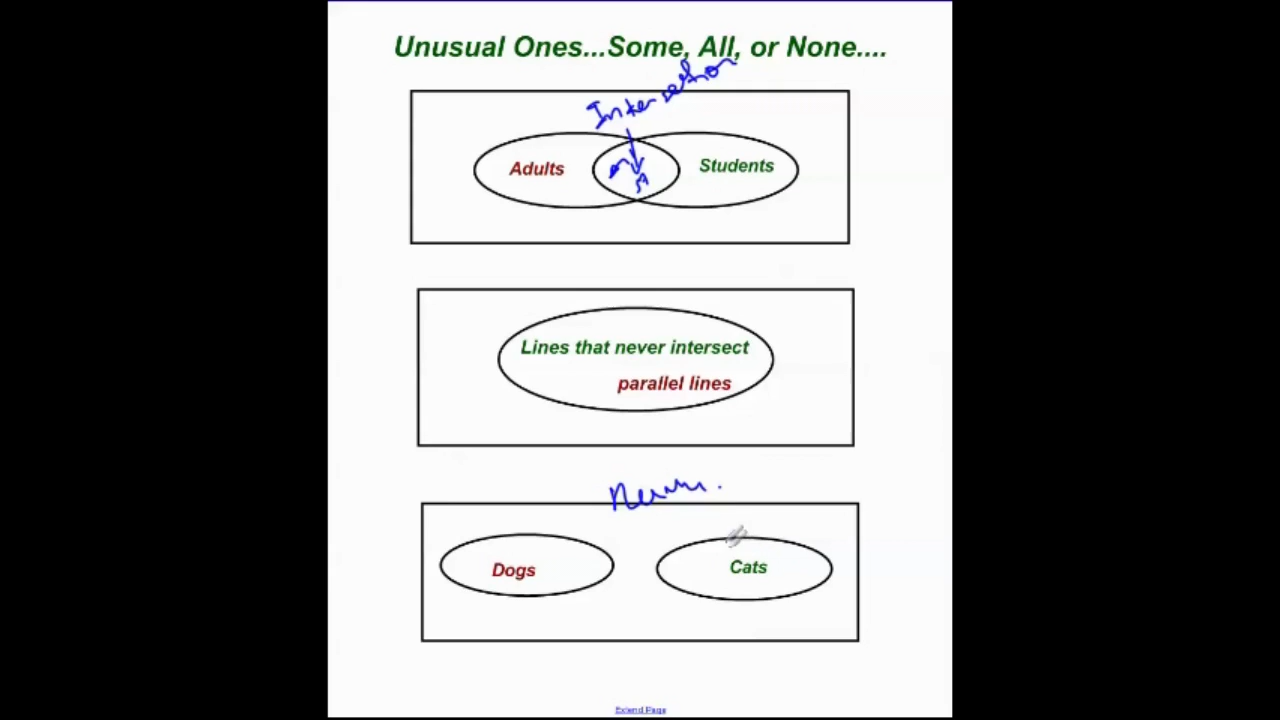 Unusual Ones...Some, All, or None....
Intersection
Adults
Students
Lines that never intersect
parallel lines
Dogs
Cats
Extend Page